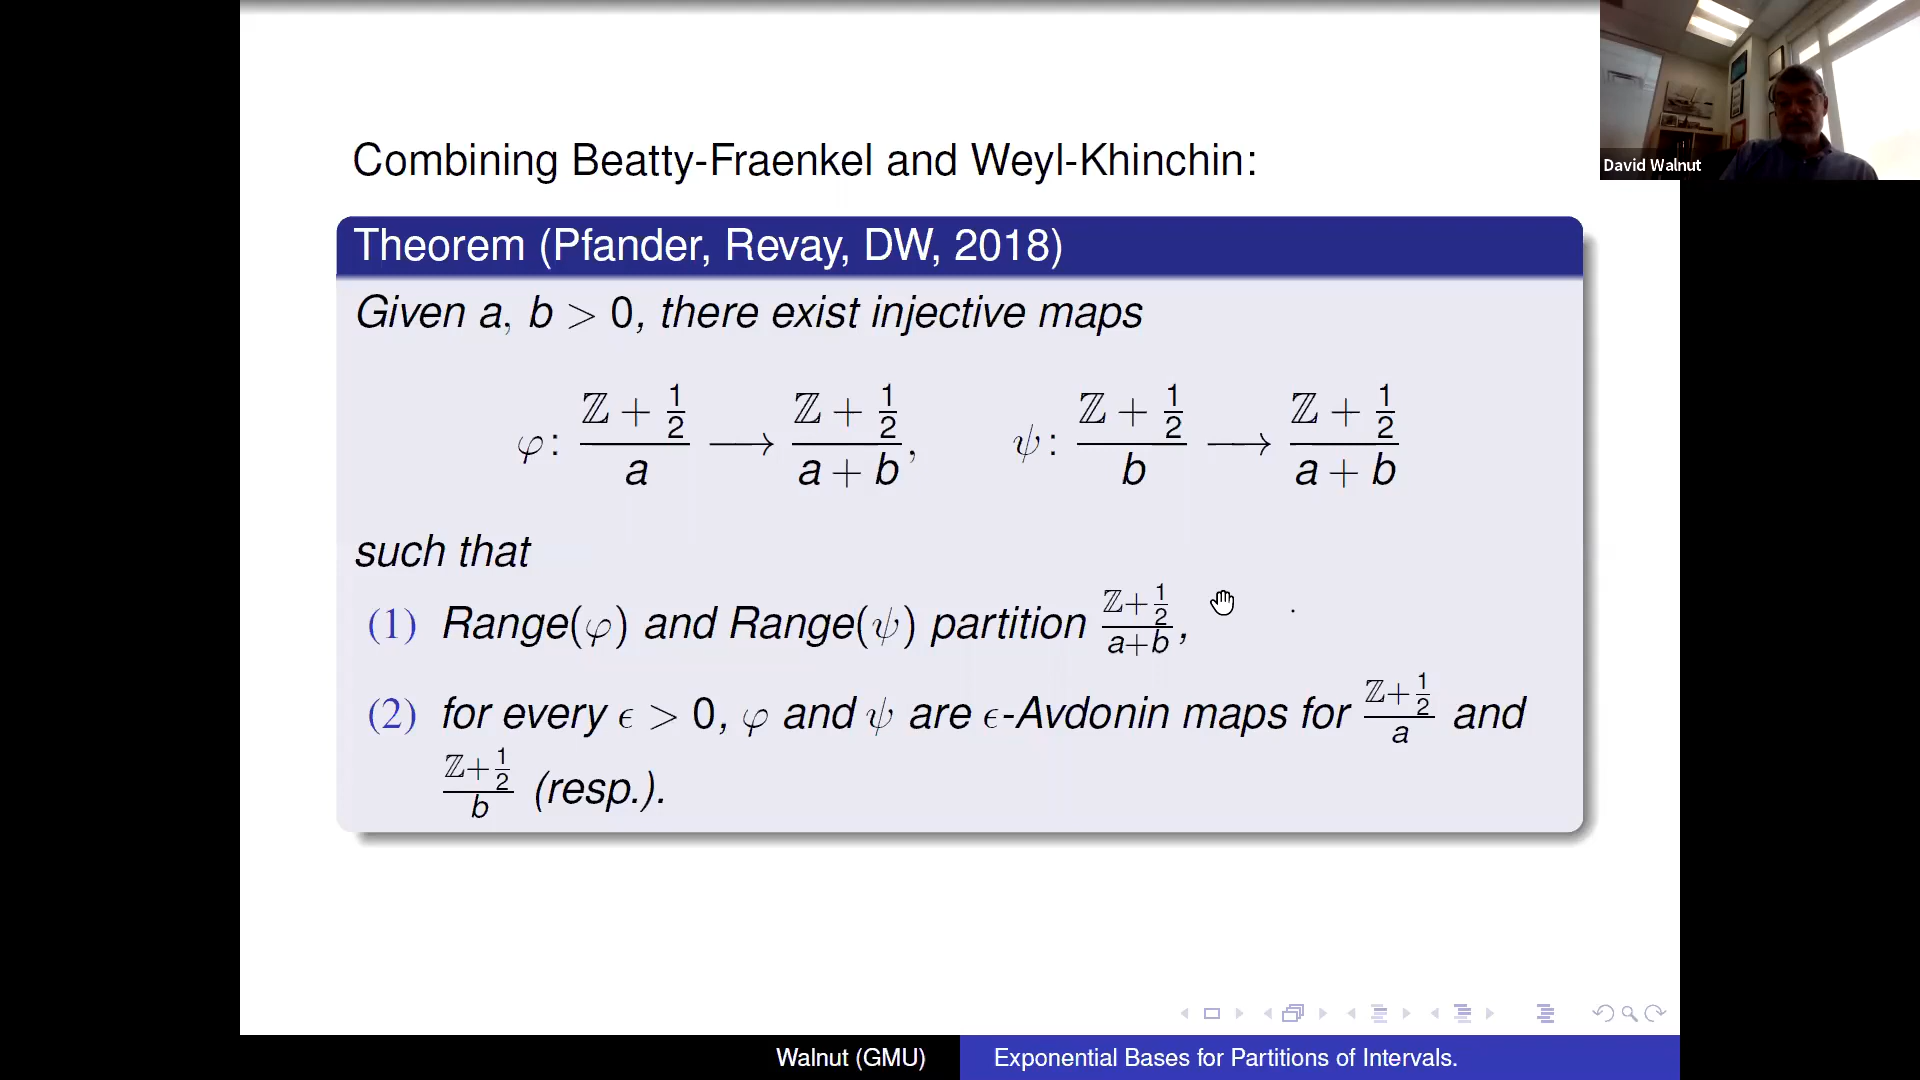 David Walnut
Combining Beatty-Fraenkel and Weyl-Khinchin:
Theorem (Pfander, Revay, DW, 2018)
Given a, b > 0, there exist injective maps
φ: (ℤ + 1/2)/a ⟶ (ℤ + 1/2)/(a + b), ψ: (ℤ + 1/2)/b ⟶ (ℤ + 1/2)/(a + b)
such that
(1) Range(φ) and Range(ψ) partition (ℤ+1/2)/(a+b),
(2) for every ϵ > 0, φ and ψ are ϵ-Avdonin maps for (ℤ+1/2)/a and
(ℤ+1/2)/b (resp.).
Walnut (GMU)
Exponential Bases for Partitions of Intervals.